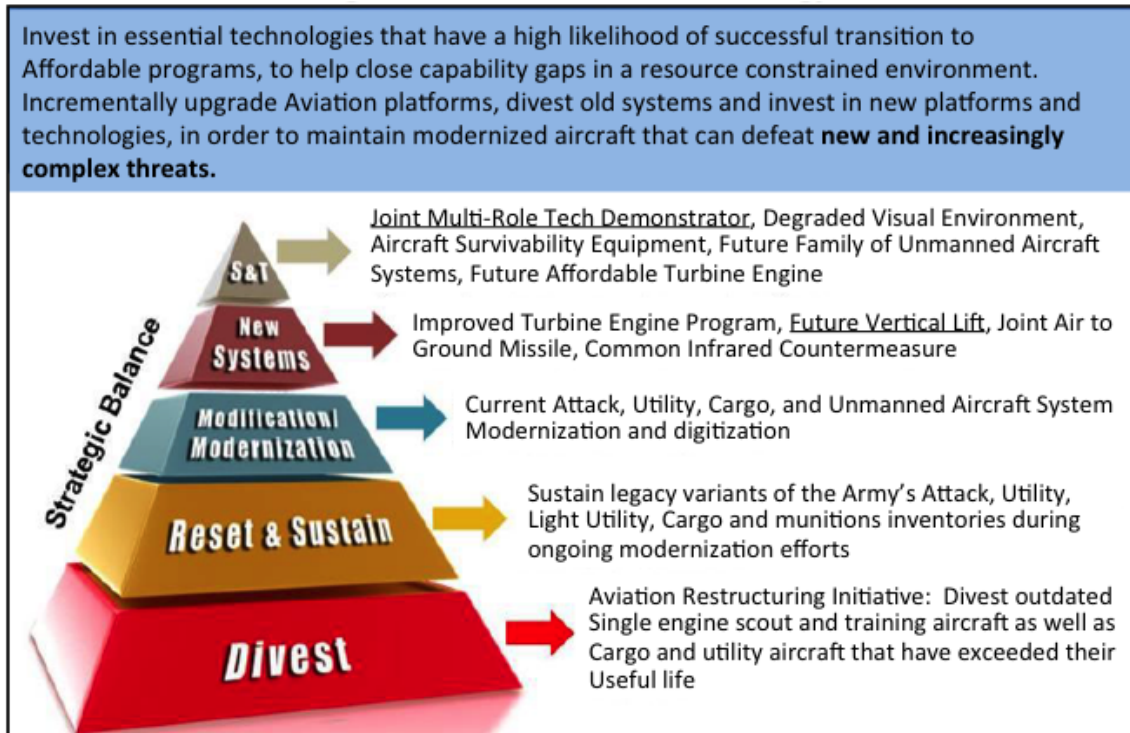 Invest in essential technologies that have a high likelihood of successful transition to
Affordable programs, to help close capability gaps in a resource constrained environment.
Incrementally upgrade Aviation platforms, divest old systems and invest in new platforms and
technologies, in order to maintain modernized aircraft that can defeat new and increasingly
complex threats.
Strategic Balance
S&T
Joint Multi-Role Tech Demonstrator, Degraded Visual Environment,
Aircraft Survivability Equipment, Future Family of Unmanned Aircraft
Systems, Future Affordable Turbine Engine
New
Systems
Improved Turbine Engine Program, Future Vertical Lift, Joint Air to
Ground Missile, Common Infrared Countermeasure
Modification/
Modernization
Current Attack, Utility, Cargo, and Unmanned Aircraft System
Modernization and digitization
Reset & Sustain
Sustain legacy variants of the Army's Attack, Utility,
Light Utility, Cargo and munitions inventories during
ongoing modernization efforts
Divest
Aviation Restructuring Initiative: Divest outdated
Single engine scout and training aircraft as well as
Cargo and utility aircraft that have exceeded their
Useful life